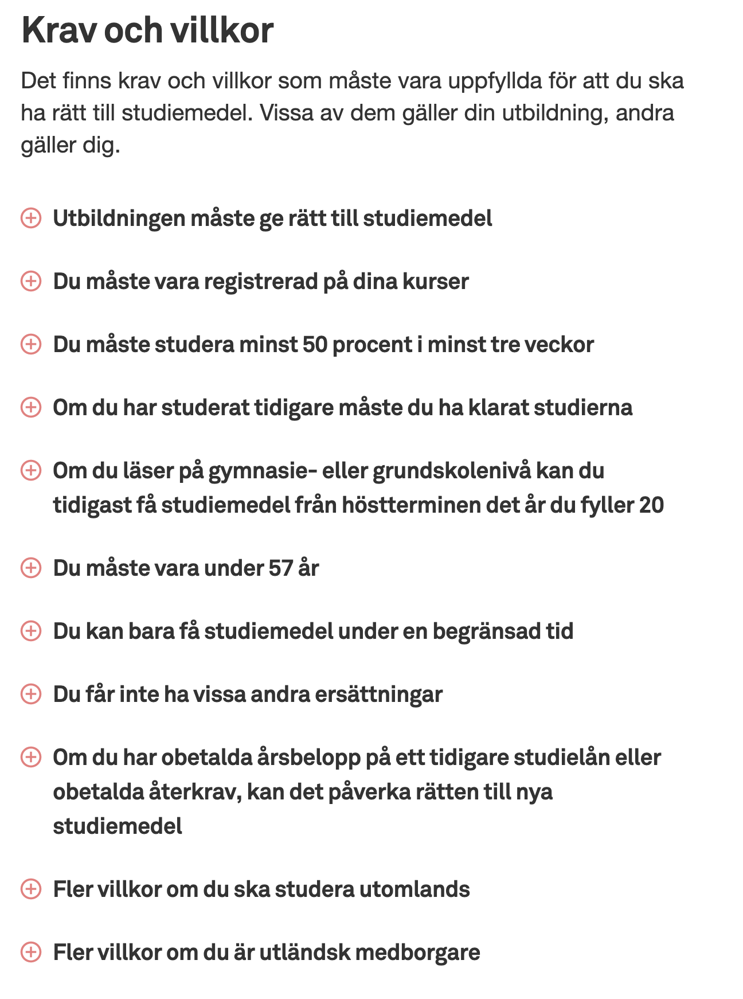 Krav och villkor
Det finns krav och villkor som måste vara uppfyllda för att du ska
ha rätt till studiemedel. Vissa av dem gäller din utbildning, andra
gäller dig.
Utbildningen måste ge rätt till studiemedel
Du måste vara registrerad på dina kurser
Du måste studera minst 50 procent i minst tre veckor
Om du har studerat tidigare måste du ha klarat studierna
Om du läser på gymnasie- eller grundskolenivå kan du
tidigast få studiemedel från höstterminen det år du fyller 20
Du måste vara under 57 år
Du kan bara få studiemedel under en begränsad tid
Du får inte ha vissa andra ersättningar
Om du har obetalda årsbelopp på ett tidigare studielån eller
obetalda återkrav, kan det påverka rätten till nya
studiemedel
Fler villkor om du ska studera utomlands
Fler villkor om du är utländsk medborgare